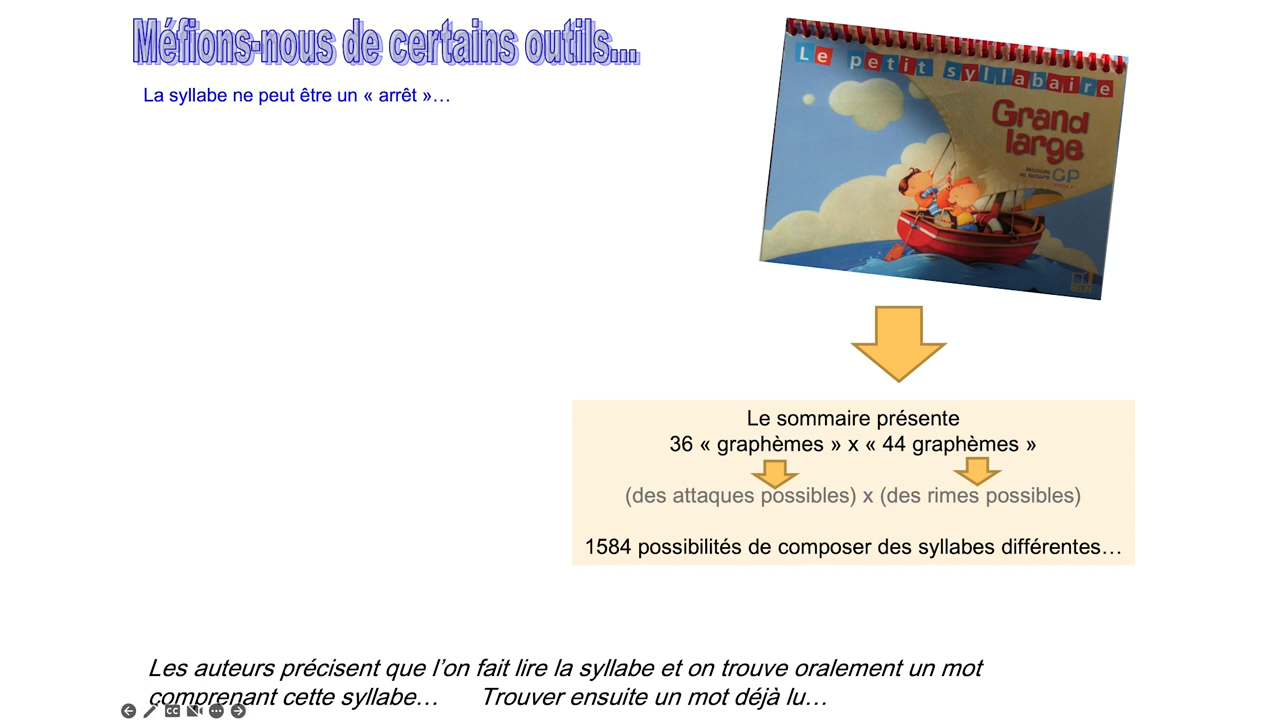 Méfions-nous de certains outils...
La syllabe ne peut être un « arrêt »…
Le petit syllabaire
Grand
large
CP
BELIN
Le sommaire présente
36 « graphèmes » x « 44 graphèmes »
(des attaques possibles) x (des rimes possibles)
1584 possibilités de composer des syllabes différentes…
Les auteurs précisent que l’on fait lire la syllabe et on trouve oralement un mot
comprenant cette syllabe… Trouver ensuite un mot déjà lu…